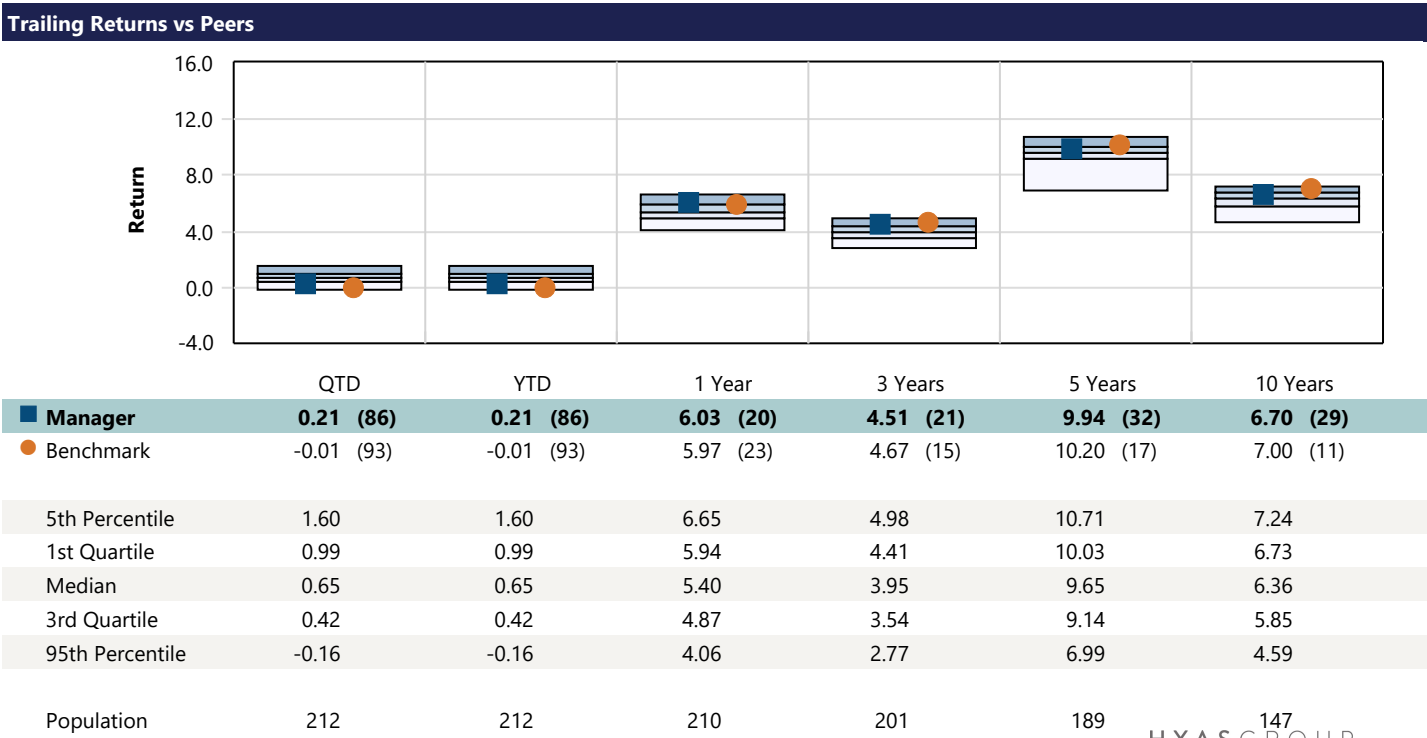 Trailing Returns vs Peers
16.0
12.0
8.0
4.0
0.0
-4.0
Return
QTD YTD 1 Year 3 Years 5 Years 10 Years
Manager 0.21 (86) 0.21 (86) 6.03 (20) 4.51 (21) 9.94 (32) 6.70 (29)
Benchmark -0.01 (93) -0.01 (93) 5.97 (23) 4.67 (15) 10.20 (17) 7.00 (11)
5th Percentile 1.60 1.60 6.65 4.98 10.71 7.24
1st Quartile 0.99 0.99 5.94 4.41 10.03 6.73
Median 0.65 0.65 5.40 3.95 9.65 6.36
3rd Quartile 0.42 0.42 4.87 3.54 9.14 5.85
95th Percentile -0.16 -0.16 4.06 2.77 6.99 4.59
Population 212 212 210 201 189 147
HYAS GROUP